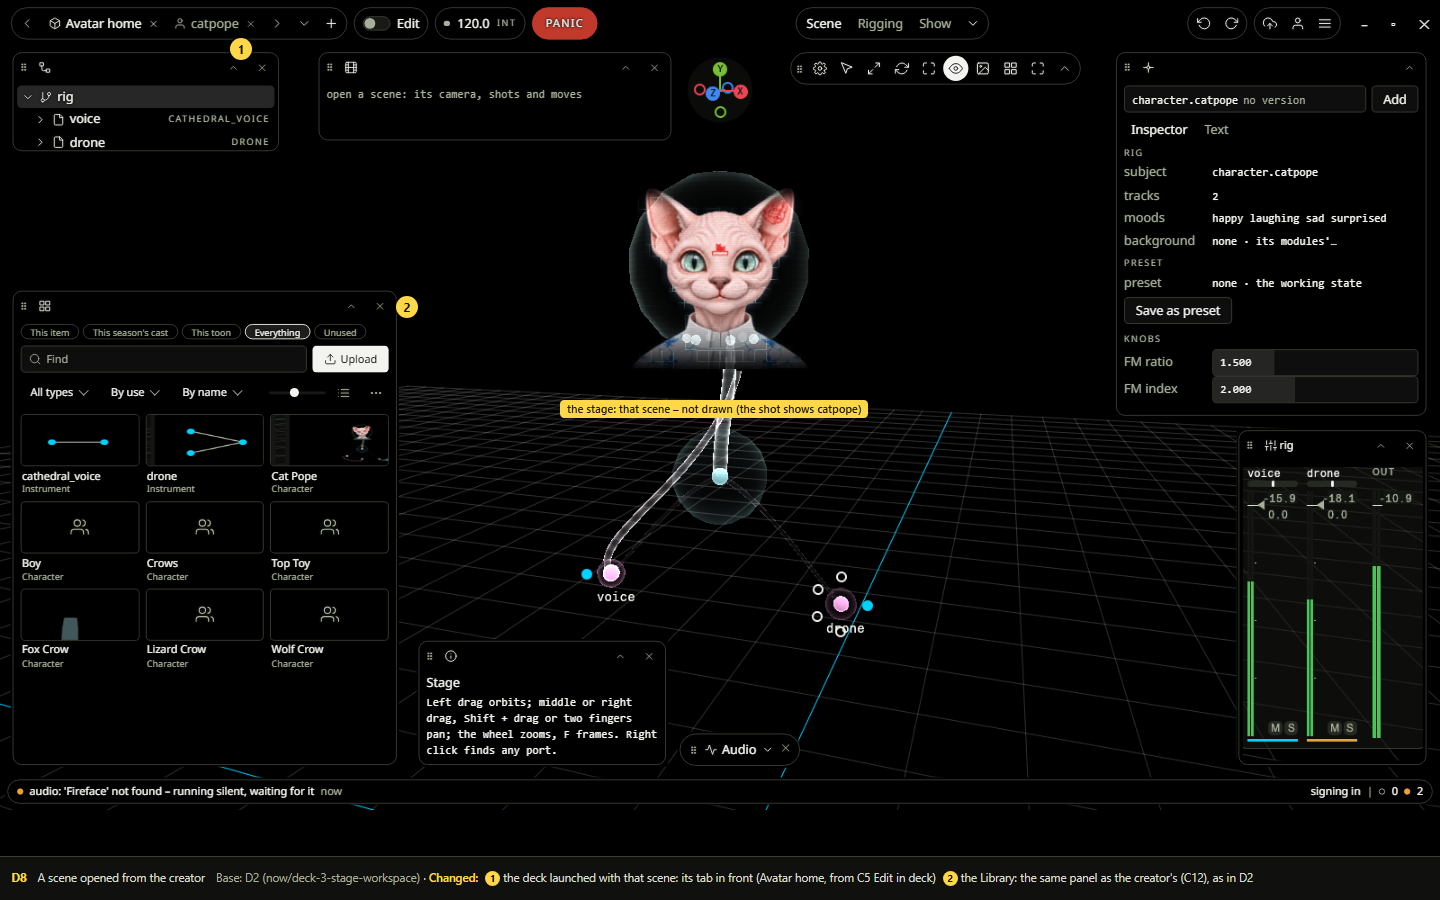 Avatar home
catpope
Edit
120.0 INT
PANIC
Scene Rigging Show
1
rig
voice CATHEDRAL_VOICE
drone DRONE
open a scene: its camera, shots and moves
Y
Z
X
character.catpope no version
Add
Inspector Text
RIG
subject character.catpope
tracks 2
moods happy laughing sad surprised
background none · its modules'…
PRESET
preset none · the working state
Save as preset
KNOBS
FM ratio 1.500
FM index 2.000
2
This item This season's cast This toon Everything Unused
Find
Upload
All types By use By name
cathedral_voice
Instrument
drone
Instrument
Cat Pope
Character
Boy
Character
Crows
Character
Top Toy
Character
Fox Crow
Character
Lizard Crow
Character
Wolf Crow
Character
the stage: that scene – not drawn (the shot shows catpope)
voice
drone
rig
voice drone OUT
-15.9 -18.1 -10.9
0.0 0.0
M S M S
Stage
Left drag orbits; middle or right
drag, Shift + drag or two fingers
pan; the wheel zooms, F frames. Right
click finds any port.
Audio
audio: 'Fireface' not found – running silent, waiting for it now
signing in | 0 2
D8 A scene opened from the creator Base: D2 (now/deck-3-stage-workspace) · Changed: 1 the deck launched with that scene: its tab in front (Avatar home, from C5 Edit in deck) 2 the Library: the same panel as the creator's (C12), as in D2